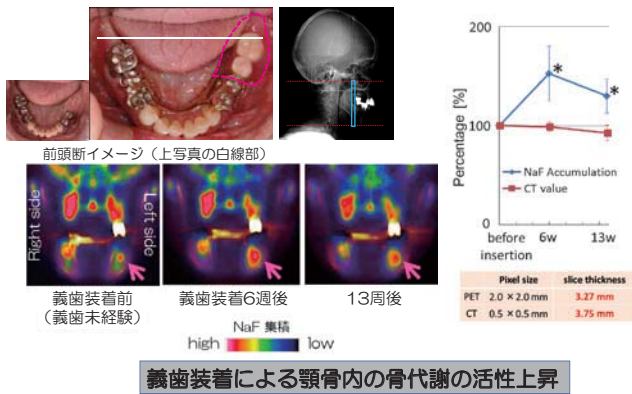 前頭断イメージ（上写真の白線部）
Right side
Left side
義歯装着前
（義歯未経験）
義歯装着6週後
13周後
NaF 集積
high
low
Percentage [%]
200
100
0
*
*
NaF Accumulation
CT value
before
insertion
6w
13w
Pixel size
slice thickness
PET
2.0 × 2.0 mm
3.27 mm
CT
0.5 × 0.5 mm
3.75 mm
義歯装着による顎骨内の骨代謝の活性上昇